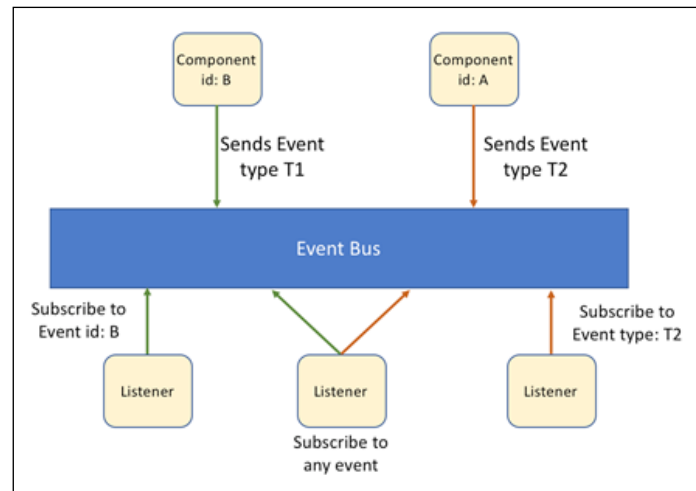 Component
id: B
Component
id: A
Sends Event
type T1
Sends Event
type T2
Event Bus
Subscribe to
Event id: B
Subscribe to
Event type: T2
Listener
Listener
Listener
Subscribe to
any event